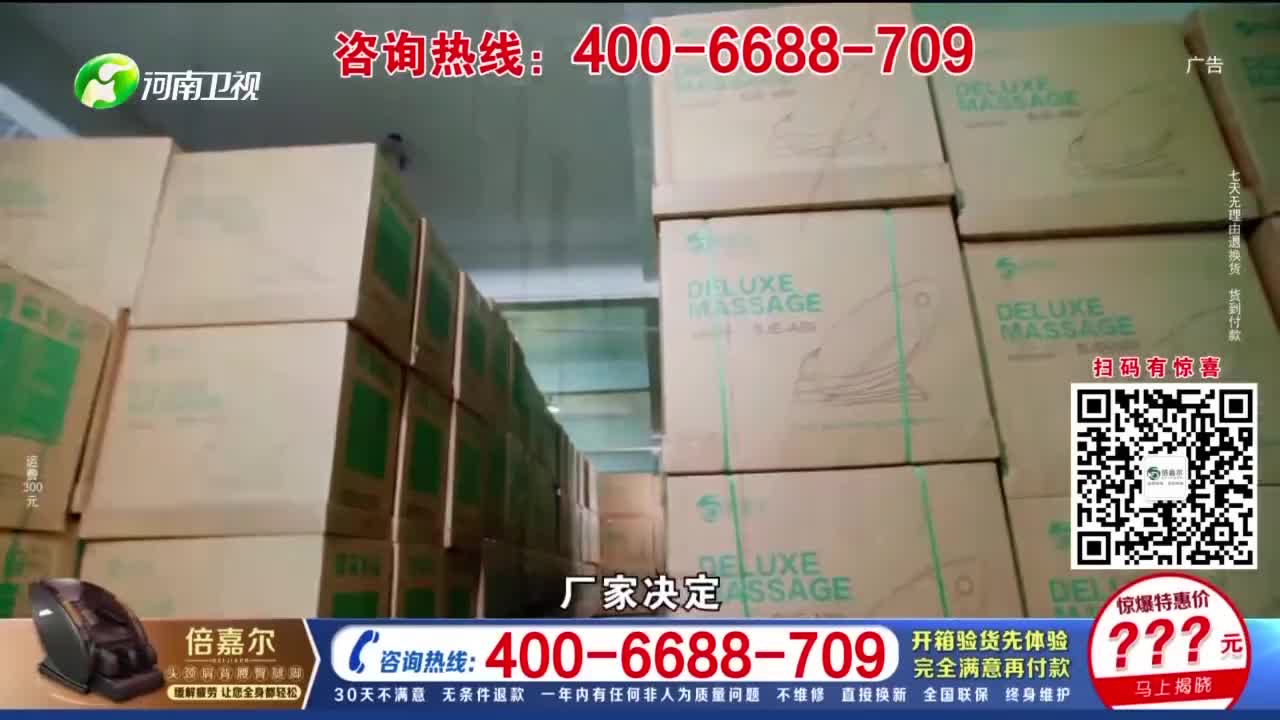 咨询热线：400-6688-709
河南卫视
广告
七天无理由退换货 货到付款
DELUXE
MASSAGE
DELUXE
MASSAGE
DELUXE
MASSAGE
DELUXE
MASSAGE
DELUXE
MASSAGE
扫码有惊喜
倍嘉尔
运费300元
厂家决定
倍嘉尔
BEIJIAER
头颈肩背腰臀腿脚
缓解疲劳 让您全身都轻松
咨询热线：400-6688-709
开箱验货先体验
完全满意再付款
30天不满意 无条件退款 一年内有任何非人为质量问题 不维修 直接换新 全国联保 终身维护
惊爆特惠价
???元
马上揭晓